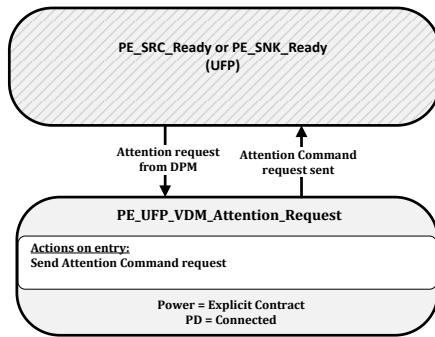 PE_SRC_Ready or PE_SNK_Ready
(UFP)
Attention request
from DPM
Attention Command
request sent
PE_UFP_VDM_Attention_Request
Actions on entry:
Send Attention Command request
Power = Explicit Contract
PD = Connected